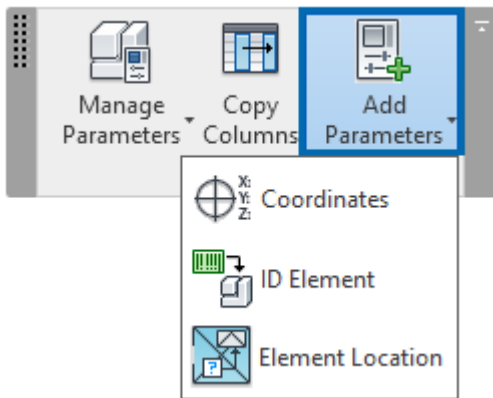 Manage
Parameters
Copy
Columns
Add
Parameters
X:
Y:
Z:
Coordinates
ID Element
?
Element Location